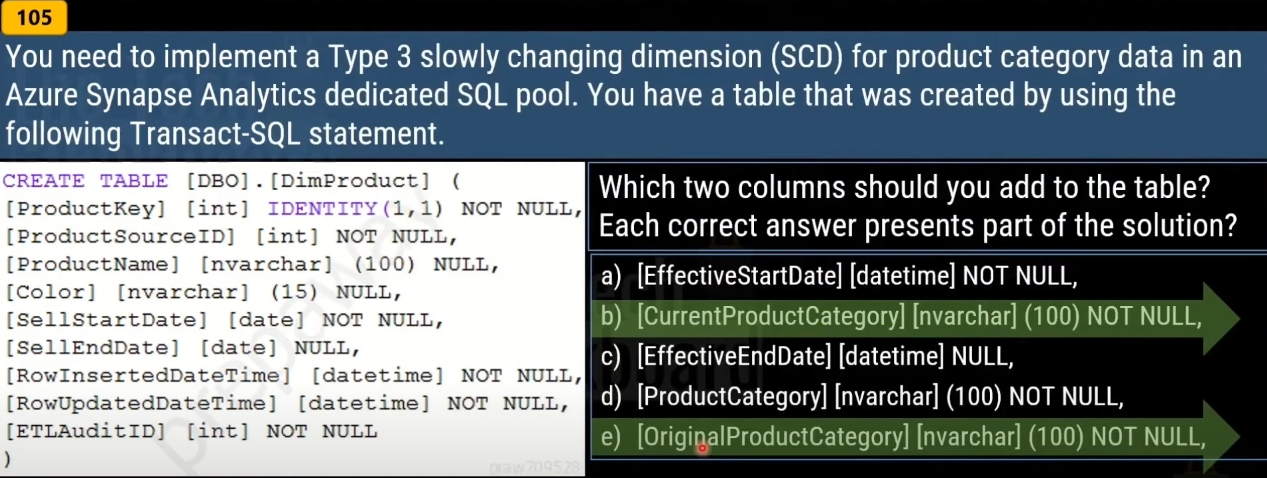 105
You need to implement a Type 3 slowly changing dimension (SCD) for product category data in an
Azure Synapse Analytics dedicated SQL pool. You have a table that was created by using the
following Transact-SQL statement.
CREATE TABLE [DBO].[DimProduct] (
[ProductKey] [int] IDENTITY(1,1) NOT NULL,
[ProductSourceID] [int] NOT NULL,
[ProductName] [nvarchar] (100) NULL,
[Color] [nvarchar] (15) NULL,
[SellStartDate] [date] NOT NULL,
[SellEndDate] [date] NULL,
[RowInsertedDateTime] [datetime] NOT NULL,
[RowUpdatedDateTime] [datetime] NOT NULL,
[ETLAuditID] [int] NOT NULL
)
Which two columns should you add to the table?
Each correct answer presents part of the solution?
a) [EffectiveStartDate] [datetime] NOT NULL,
b) [CurrentProductCategory] [nvarchar] (100) NOT NULL,
c) [EffectiveEndDate] [datetime] NULL,
d) [ProductCategory] [nvarchar] (100) NOT NULL,
e) [OriginalProductCategory] [nvarchar] (100) NOT NULL,